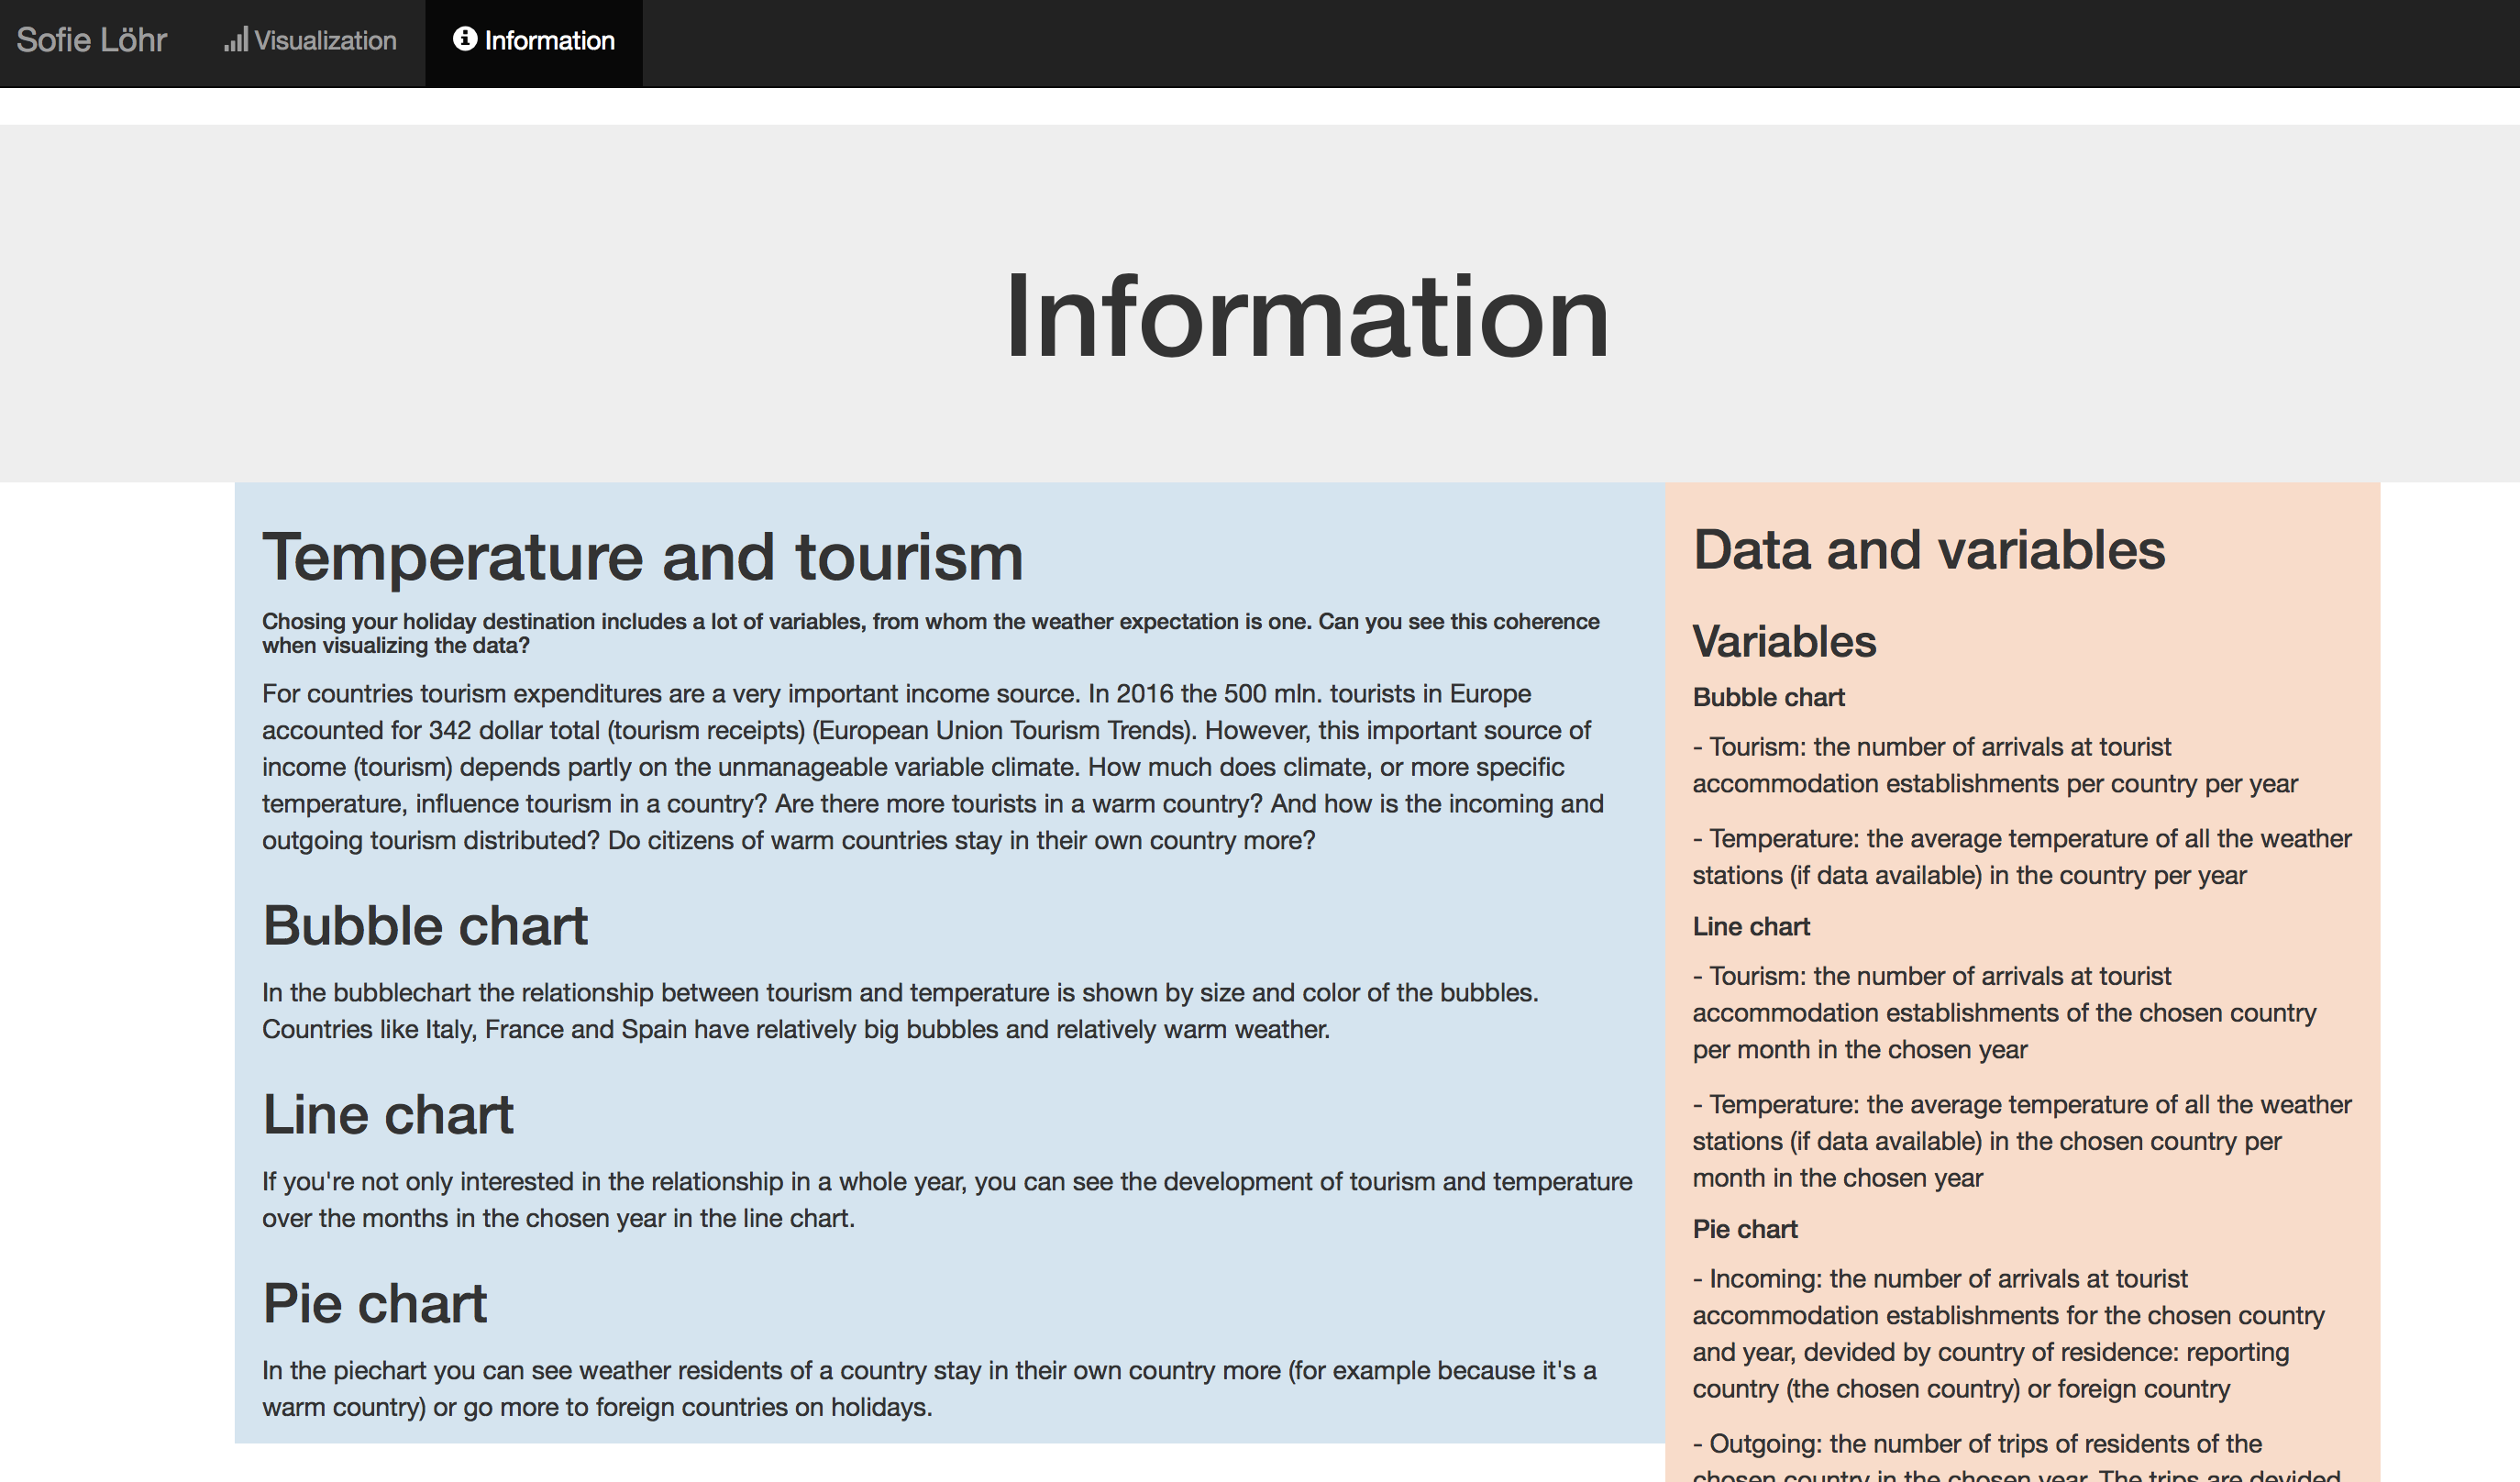 Sofie Löhr
Visualization
Information
Information
Temperature and tourism
Chosing your holiday destination includes a lot of variables, from whom the weather expectation is one. Can you see this coherence
when visualizing the data?
For countries tourism expenditures are a very important income source. In 2016 the 500 mln. tourists in Europe
accounted for 342 dollar total (tourism receipts) (European Union Tourism Trends). However, this important source of
income (tourism) depends partly on the unmanageable variable climate. How much does climate, or more specific
temperature, influence tourism in a country? Are there more tourists in a warm country? And how is the incoming and
outgoing tourism distributed? Do citizens of warm countries stay in their own country more?
Bubble chart
In the bubblechart the relationship between tourism and temperature is shown by size and color of the bubbles.
Countries like Italy, France and Spain have relatively big bubbles and relatively warm weather.
Line chart
If you're not only interested in the relationship in a whole year, you can see the development of tourism and temperature
over the months in the chosen year in the line chart.
Pie chart
In the piechart you can see weather residents of a country stay in their own country more (for example because it's a
warm country) or go more to foreign countries on holidays.
Data and variables
Variables
Bubble chart
- Tourism: the number of arrivals at tourist
accommodation establishments per country per year
- Temperature: the average temperature of all the weather
stations (if data available) in the country per year
Line chart
- Tourism: the number of arrivals at tourist
accommodation establishments of the chosen country
per month in the chosen year
- Temperature: the average temperature of all the weather
stations (if data available) in the chosen country per
month in the chosen year
Pie chart
- Incoming: the number of arrivals at tourist
accommodation establishments for the chosen country
and year, devided by country of residence: reporting
country (the chosen country) or foreign country
- Outgoing: the number of trips of residents of the
chosen country in the chosen year. The trips are devided